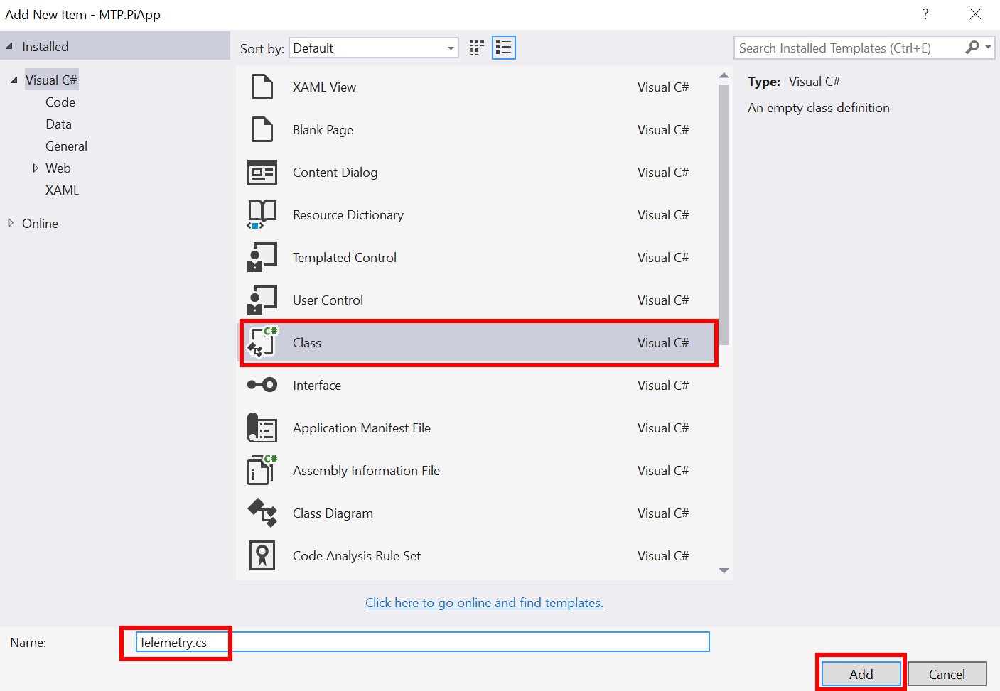 Add New Item - MTP.PiApp
?
Installed
Visual C#
Code
Data
General
Web
XAML
Online
Sort by: Default
XAML View Visual C#
Blank Page Visual C#
Content Dialog Visual C#
Resource Dictionary Visual C#
Templated Control Visual C#
User Control Visual C#
C# Class Visual C#
Interface Visual C#
Application Manifest File Visual C#
C# Assembly Information File Visual C#
Class Diagram Visual C#
Code Analysis Rule Set Visual C#
Click here to go online and find templates.
Search Installed Templates (Ctrl+E)
Type: Visual C#
An empty class definition
Name: Telemetry.cs
Add Cancel